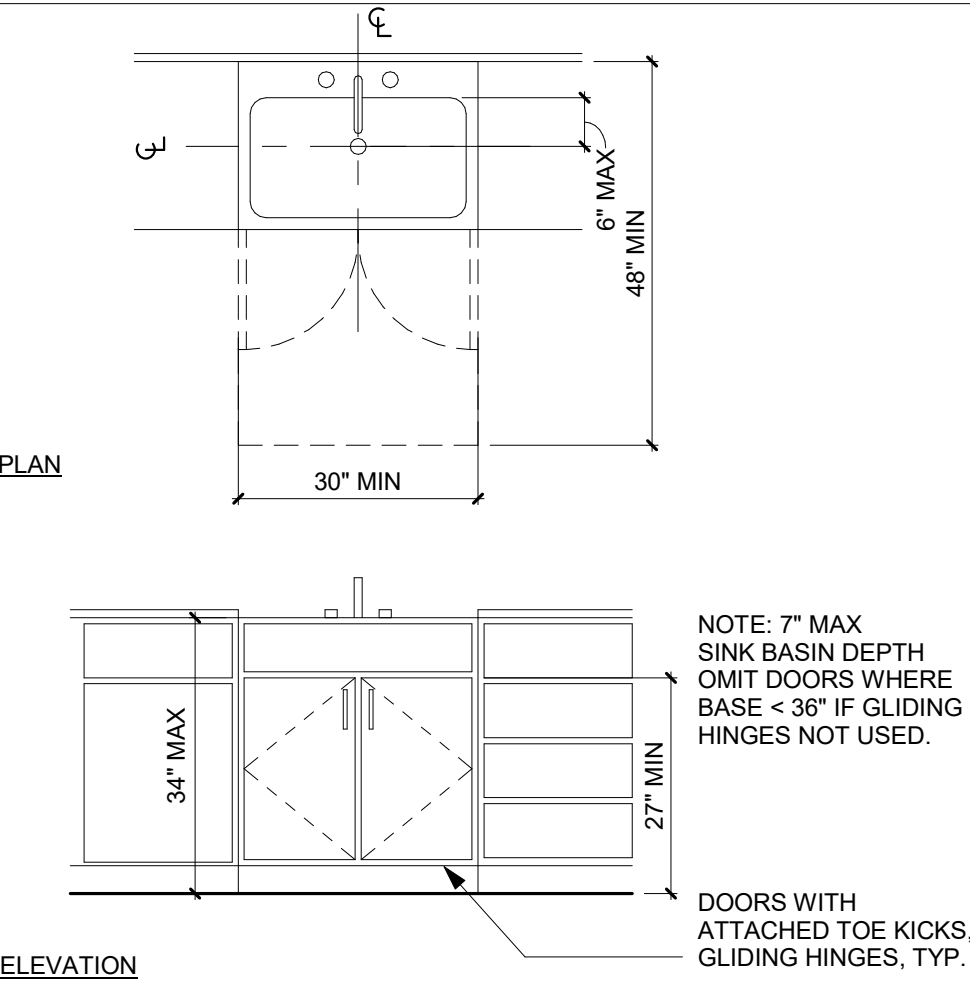 ℄
℄
6" MAX
48" MIN
PLAN
30" MIN
NOTE: 7" MAX
SINK BASIN DEPTH
OMIT DOORS WHERE
BASE < 36" IF GLIDING
HINGES NOT USED.
34" MAX
27" MIN
DOORS WITH
ATTACHED TOE KICKS,
GLIDING HINGES, TYP.
ELEVATION